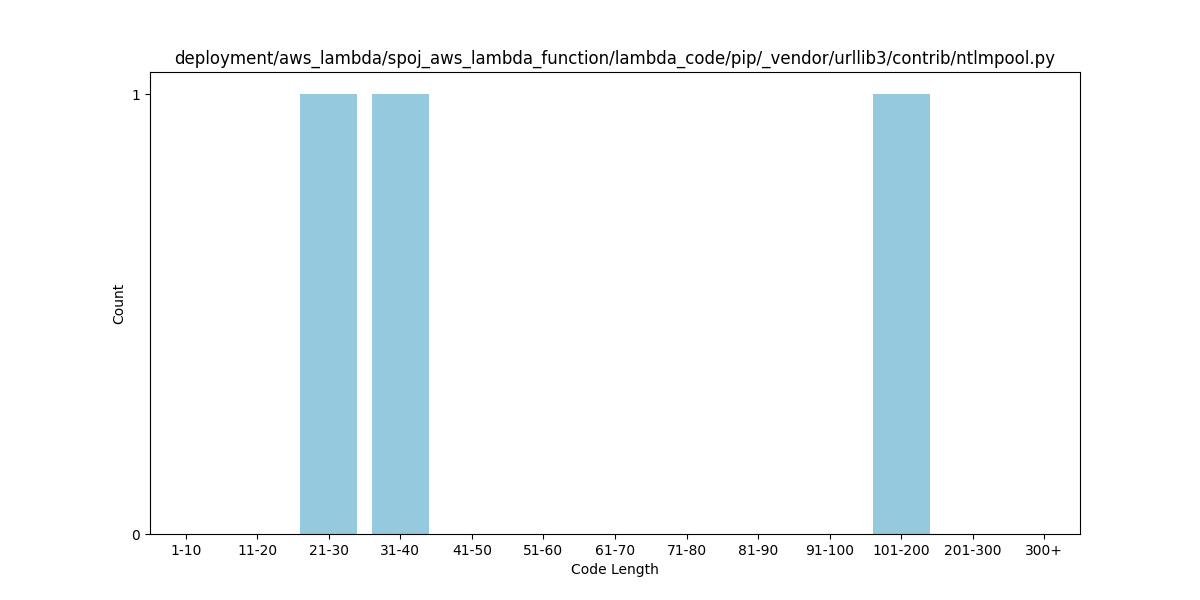 deployment/aws_lambda/spoj_aws_lambda_function/lambda_code/pip/_vendor/urllib3/contrib/ntlmpool.py
1
Count
0
1-10 11-20 21-30 31-40 41-50 51-60 61-70 71-80 81-90 91-100 101-200 201-300 300+
Code Length